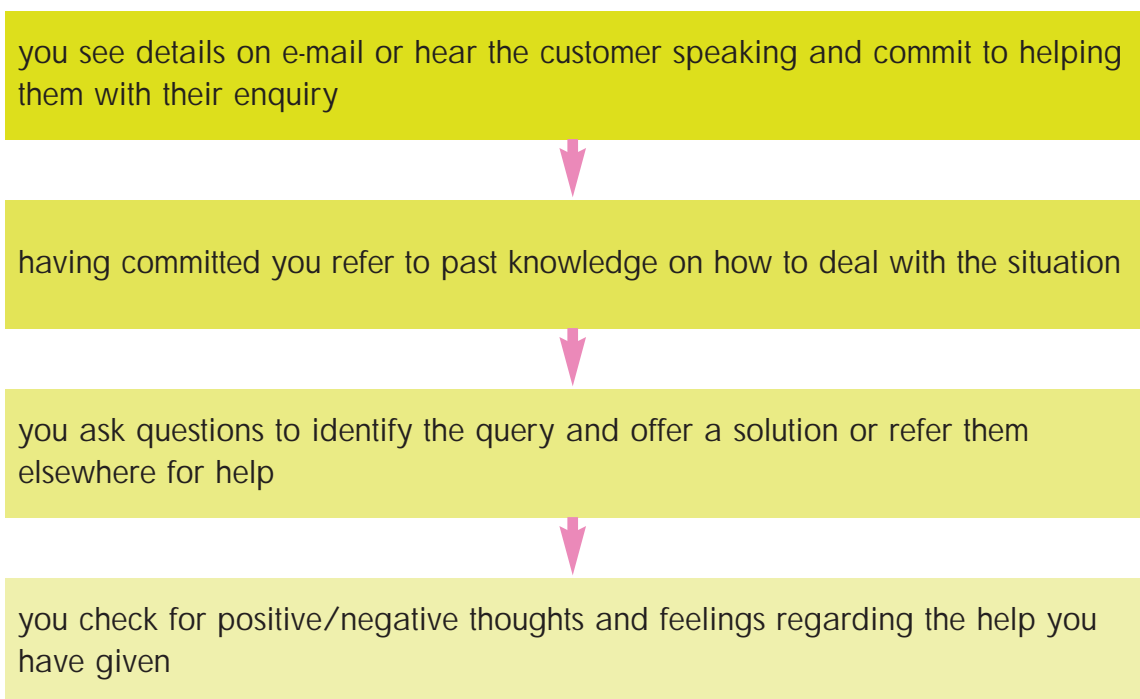 you see details on e-mail or hear the customer speaking and commit to helping
them with their enquiry
having committed you refer to past knowledge on how to deal with the situation
you ask questions to identify the query and offer a solution or refer them
elsewhere for help
you check for positive/negative thoughts and feelings regarding the help you
have given